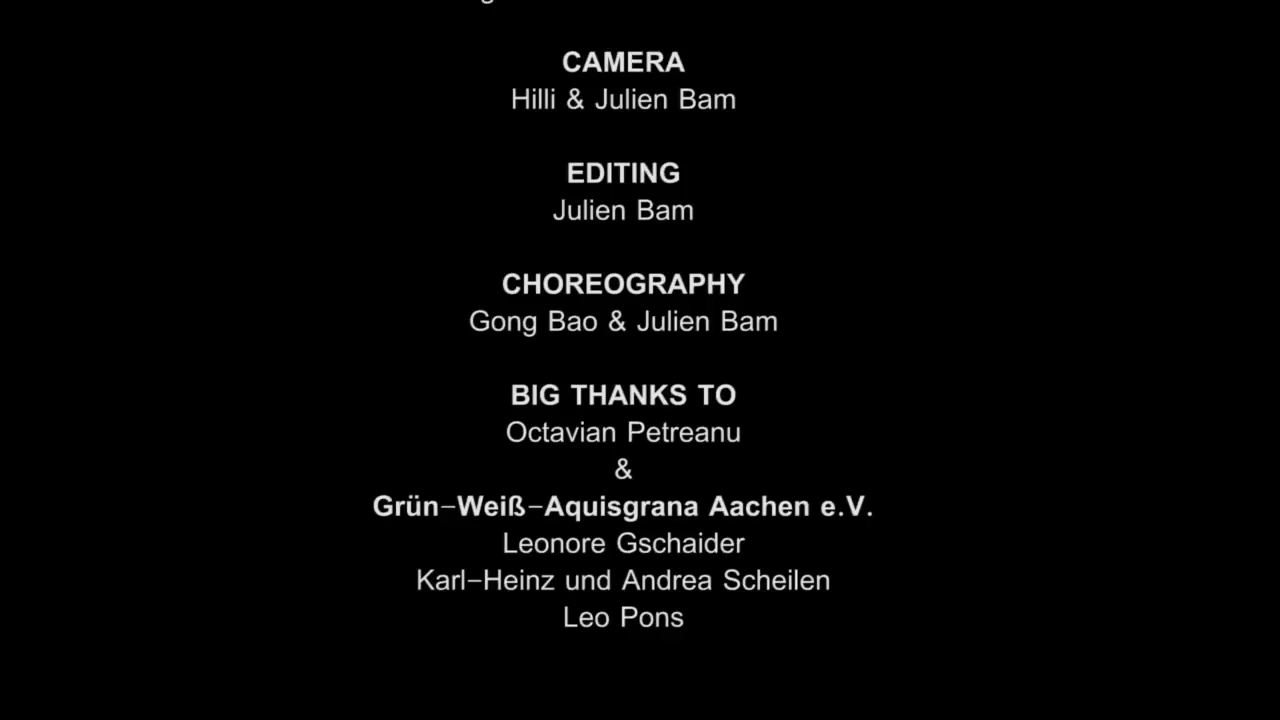 CAMERA
Hilli & Julien Bam
EDITING
Julien Bam
CHOREOGRAPHY
Gong Bao & Julien Bam
BIG THANKS TO
Octavian Petreanu
&
Grün-Weiß-Aquisgrana Aachen e.V.
Leonore Gschaider
Karl-Heinz und Andrea Scheilen
Leo Pons